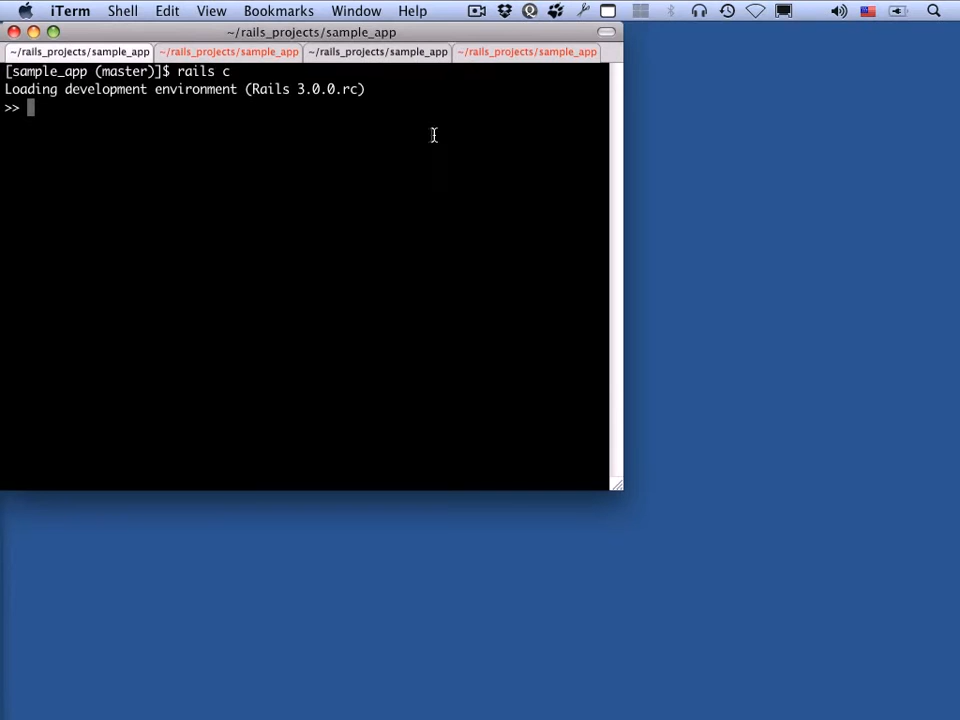 iTerm Shell Edit View Bookmarks Window Help
~/rails_projects/sample_app
~/rails_projects/sample_app ~/rails_projects/sample_app ~/rails_projects/sample_app ~/rails_projects/sample_app
[sample_app (master)]$ rails c
Loading development environment (Rails 3.0.0.rc)
>>